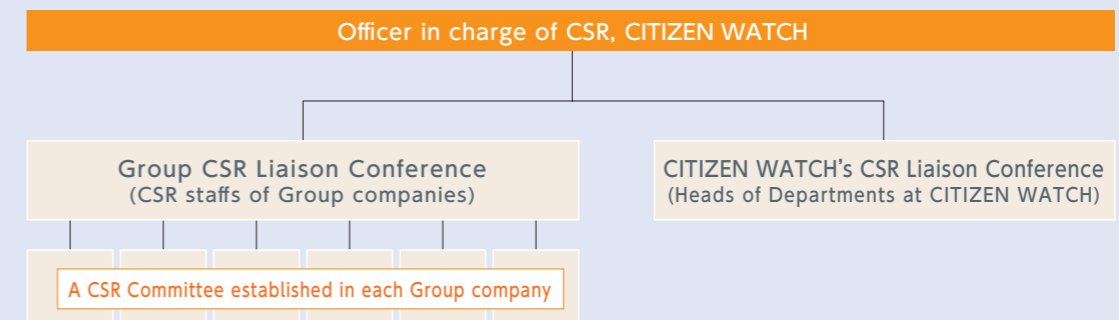 Officer in charge of CSR, CITIZEN WATCH
Group CSR Liaison Conference
(CSR staffs of Group companies)
CITIZEN WATCH's CSR Liaison Conference
(Heads of Departments at CITIZEN WATCH)
A CSR Committee established in each Group company